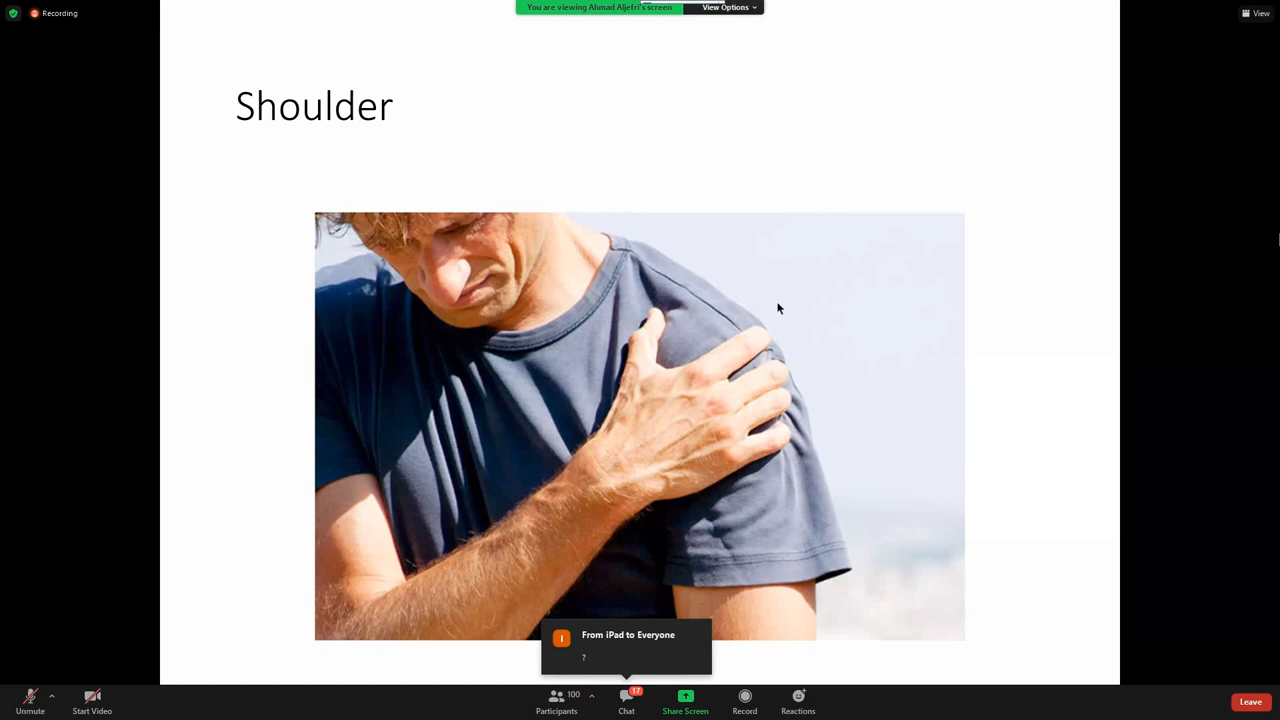 Recording
You are viewing Ahmad Aljefri's screen
View Options
View
Shoulder
I
From iPad to Everyone
?
Unmute
Start Video
100
Participants
17
Chat
Share Screen
Record
Reactions
Leave